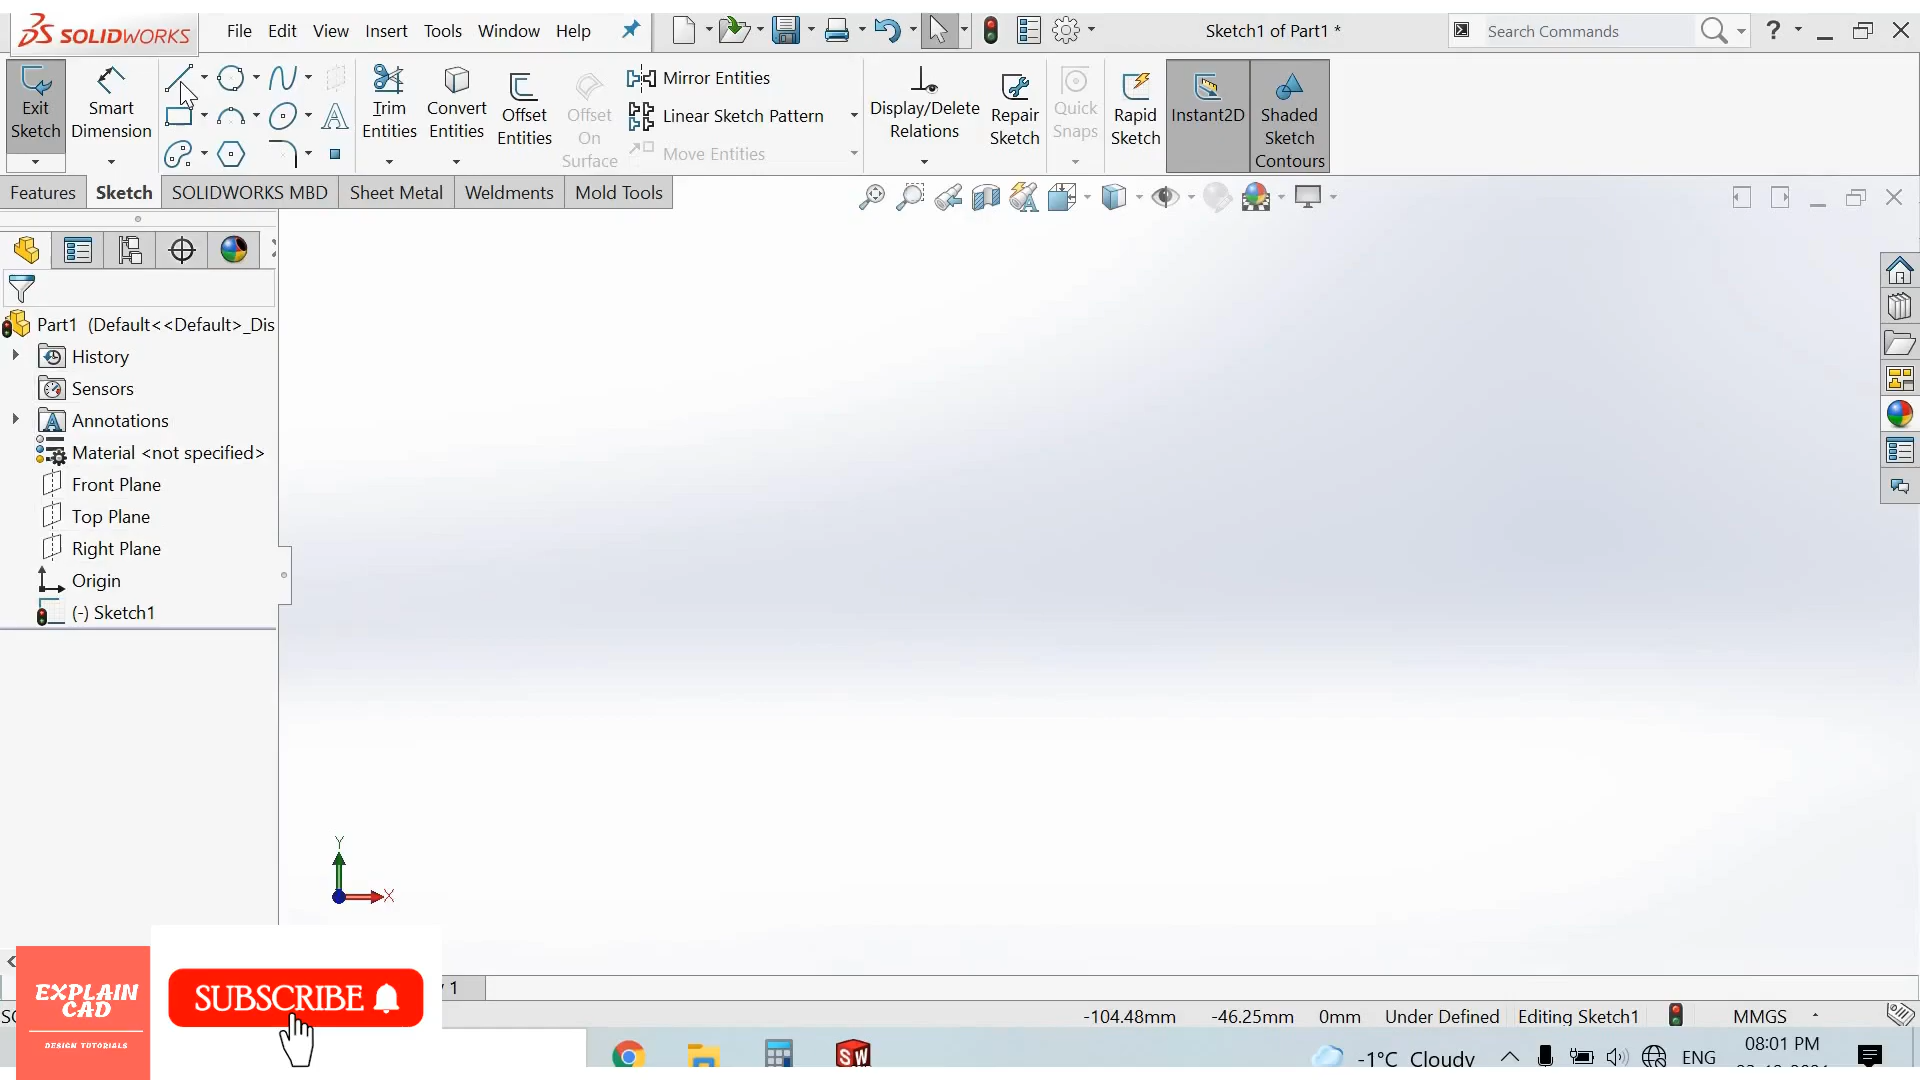 SOLIDWORKS File Edit View Insert Tools Window Help Sketch1 of Part1 * Search Commands ?
Exit Sketch
Smart Dimension
Trim Entities
Convert Entities
Offset Entities
Offset On Surface
Mirror Entities
Linear Sketch Pattern
Move Entities
Display/Delete Relations
Repair Sketch
Quick Snaps
Rapid Sketch
Instant2D
Shaded Sketch Contours
Features Sketch SOLIDWORKS MBD Sheet Metal Weldments Mold Tools
Part1 (Default<<Default>_Dis
History
Sensors
Annotations
Material <not specified>
Front Plane
Top Plane
Right Plane
Origin
(-) Sketch1
Y
X
EXPLAIN
CAD
DESIGN TUTORIALS
SUBSCRIBE
1
-104.48mm -46.25mm 0mm Under Defined Editing Sketch1 MMGS
SW
-1°C Cloudy ENG 08:01 PM